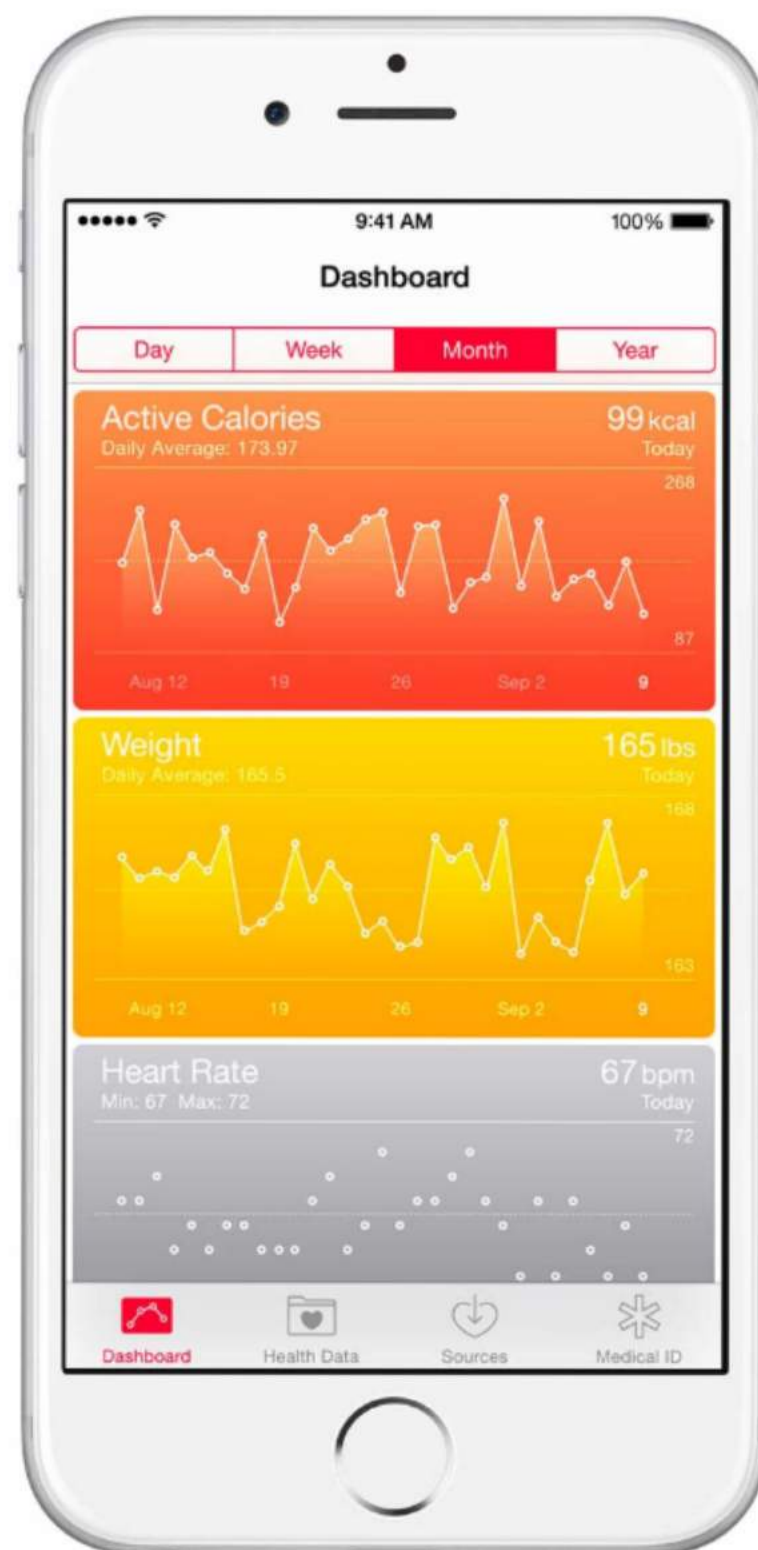 9:41 AM 100%
Dashboard
Day Week Month Year
Active Calories 99 kcal
Daily Average: 173.97 Today
268
87
Aug 12 19 26 Sep 2 9
Weight 165 lbs
Daily Average: 165.5 Today
168
163
Aug 12 19 26 Sep 2 9
Heart Rate 67 bpm
Min: 67 Max: 72 Today
72
Dashboard Health Data Sources Medical ID